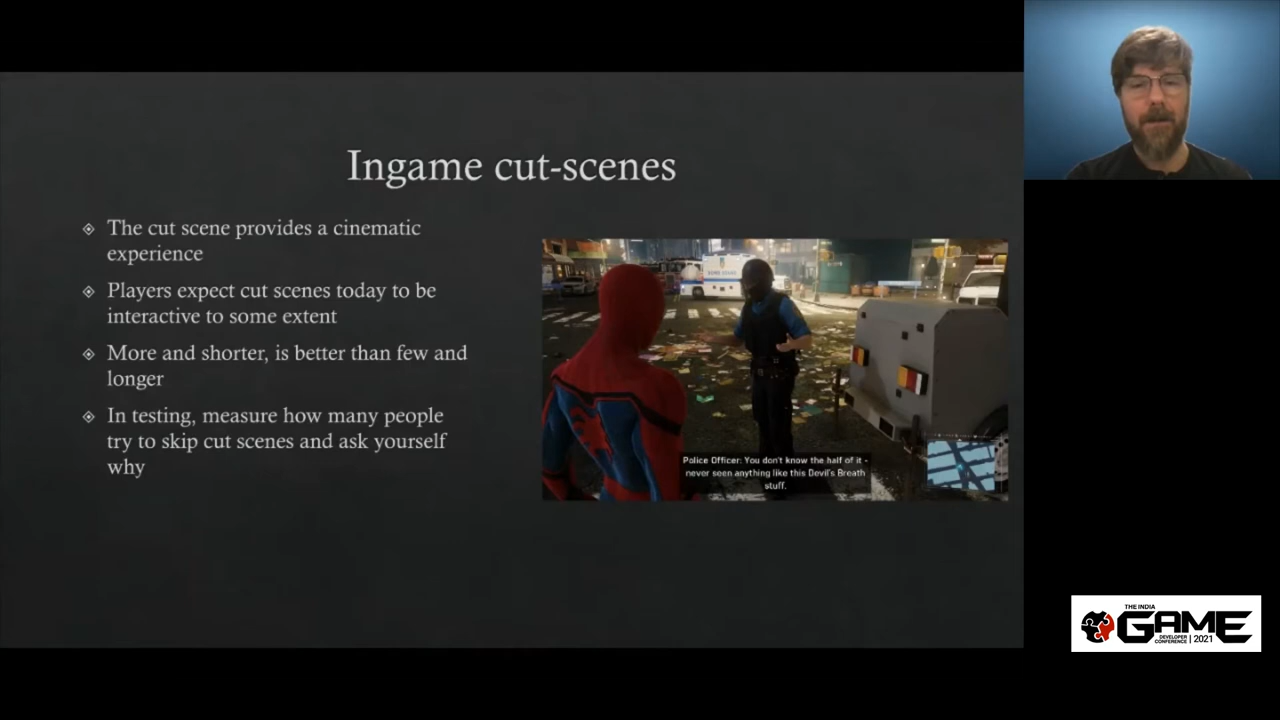 Ingame cut-scenes
The cut scene provides a cinematic
experience
Players expect cut scenes today to be
interactive to some extent
More and shorter, is better than few and
longer
In testing, measure how many people
try to skip cut scenes and ask yourself
why
Police Officer: You don't know the half of it -
never seen anything like this Devil's Breath
stuff.
THE INDIA
GAME
DEVELOPER
CONFERENCE | 2021